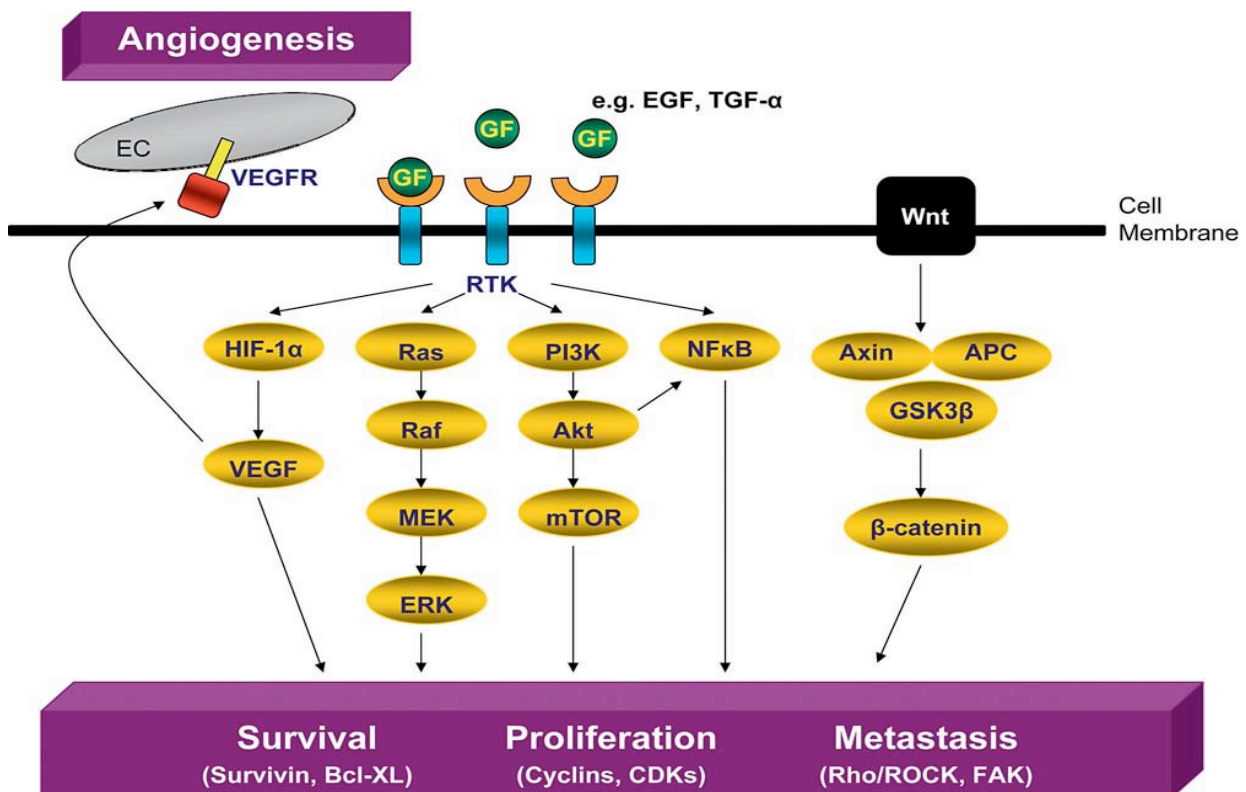 Angiogenesis
e.g. EGF, TGF-α
EC
VEGFR
GF
GF
GF
Wnt
Cell
Membrane
RTK
HIF-1α
Ras
PI3K
NFκB
Axin
APC
GSK3β
Raf
Akt
VEGF
MEK
mTOR
β-catenin
ERK
Survival
(Survivin, Bcl-XL)
Proliferation
(Cyclins, CDKs)
Metastasis
(Rho/ROCK, FAK)